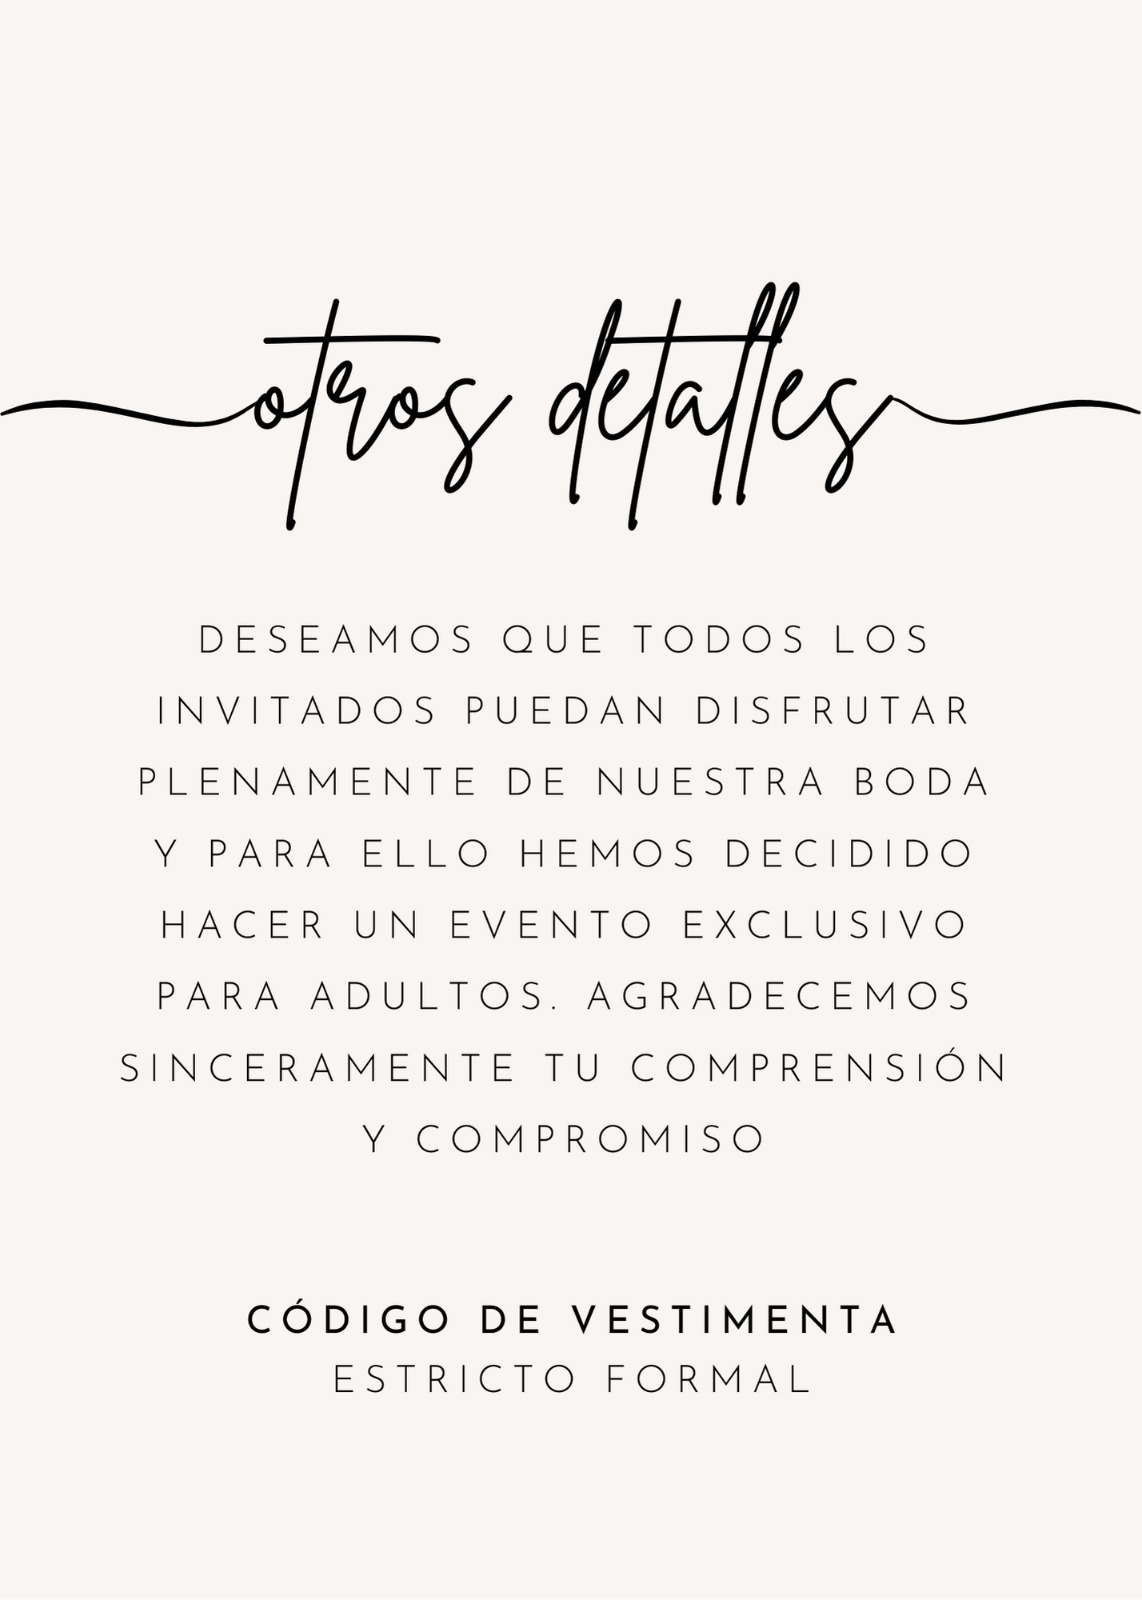 otros detalles
DESEAMOS QUE TODOS LOS
INVITADOS PUEDAN DISFRUTAR
PLENAMENTE DE NUESTRA BODA
Y PARA ELLO HEMOS DECIDIDO
HACER UN EVENTO EXCLUSIVO
PARA ADULTOS. AGRADECEMOS
SINCERAMENTE TU COMPRENSIÓN
Y COMPROMISO
CÓDIGO DE VESTIMENTA
ESTRICTO FORMAL